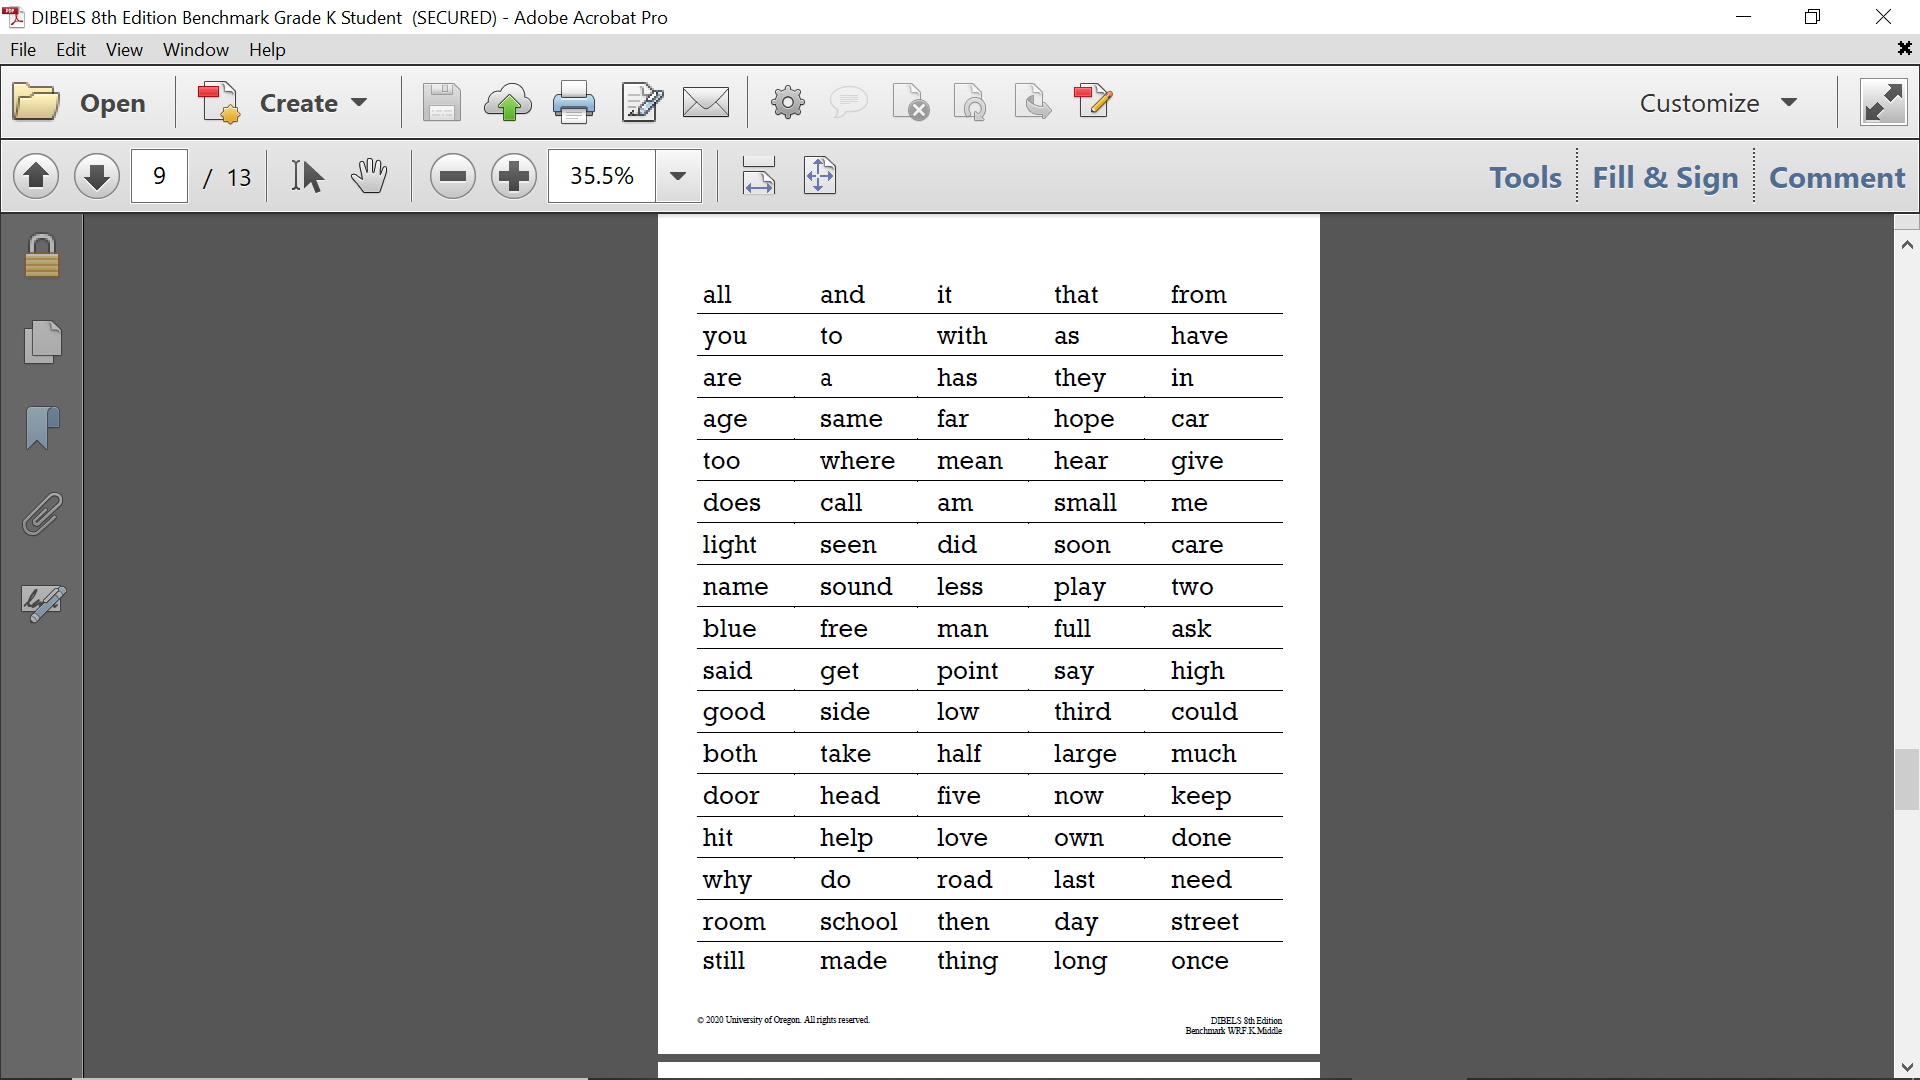 DIBELS 8th Edition Benchmark Grade K Student (SECURED) - Adobe Acrobat Pro
File Edit View Window Help
Open Create Customize
9 / 13 35.5% Tools Fill & Sign Comment
all and it that from
you to with as have
are a has they in
age same far hope car
too where mean hear give
does call am small me
light seen did soon care
name sound less play two
blue free man full ask
said get point say high
good side low third could
both take half large much
door head five now keep
hit help love own done
why do road last need
room school then day street
still made thing long once
© 2020 University of Oregon. All rights reserved. DIBELS 8th Edition
Benchmark WRF.K.Middle